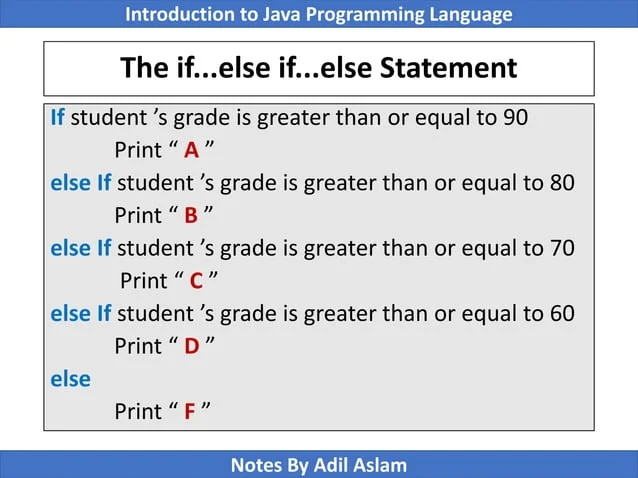 Introduction to Java Programming Language
The if...else if...else Statement
If student ’s grade is greater than or equal to 90
Print “ A ”
else If student ’s grade is greater than or equal to 80
Print “ B ”
else If student ’s grade is greater than or equal to 70
Print “ C ”
else If student ’s grade is greater than or equal to 60
Print “ D ”
else
Print “ F ”
Notes By Adil Aslam